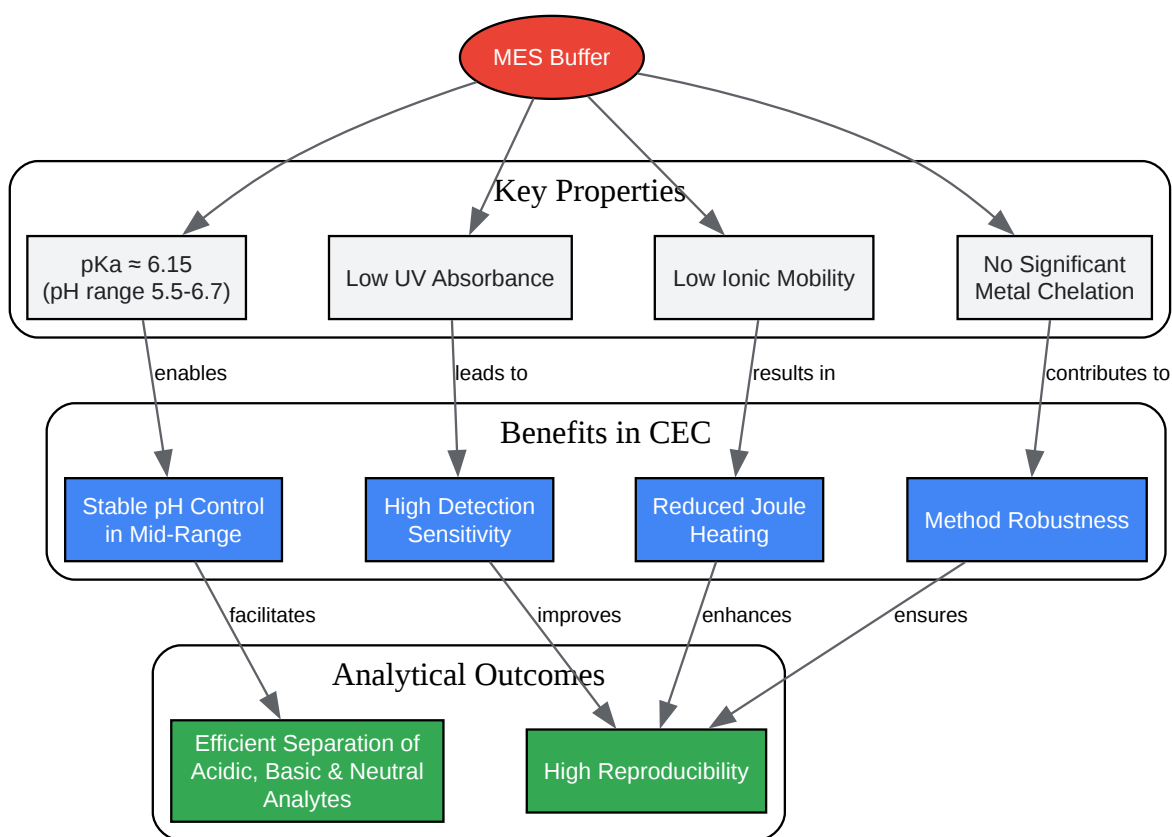 MES Buffer
Key Properties
pKa ≈ 6.15
(pH range 5.5-6.7)
Low UV Absorbance
Low Ionic Mobility
No Significant
Metal Chelation
enables
leads to
results in
contributes to
Benefits in CEC
Stable pH Control
in Mid-Range
High Detection
Sensitivity
Reduced Joule
Heating
Method Robustness
facilitates
improves
enhances
ensures
Analytical Outcomes
Efficient Separation of
Acidic, Basic & Neutral
Analytes
High Reproducibility